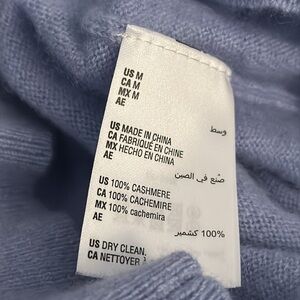 US M
CA M
MX M
AE وسط
US MADE IN CHINA
CA FABRIQUÉ EN CHINE
MX HECHO EN CHINA
AE صنع في الصين
US 100% CASHMERE
CA 100% CACHEMIRE
MX 100% cachemira
AE 100% كشمير
US DRY CLEAN.
CA NETTOYER